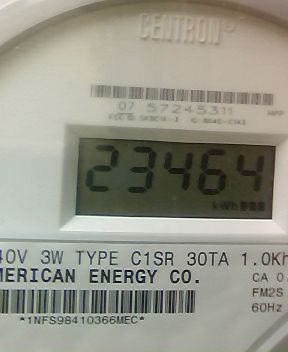 CENTRON®
07 57245311
23464
kWh
40V 3W TYPE C1SR 30TA 1.0Kh
MERICAN ENERGY CO.
CA 0.
FM2S
60Hz
*1NFS98410366MEC*